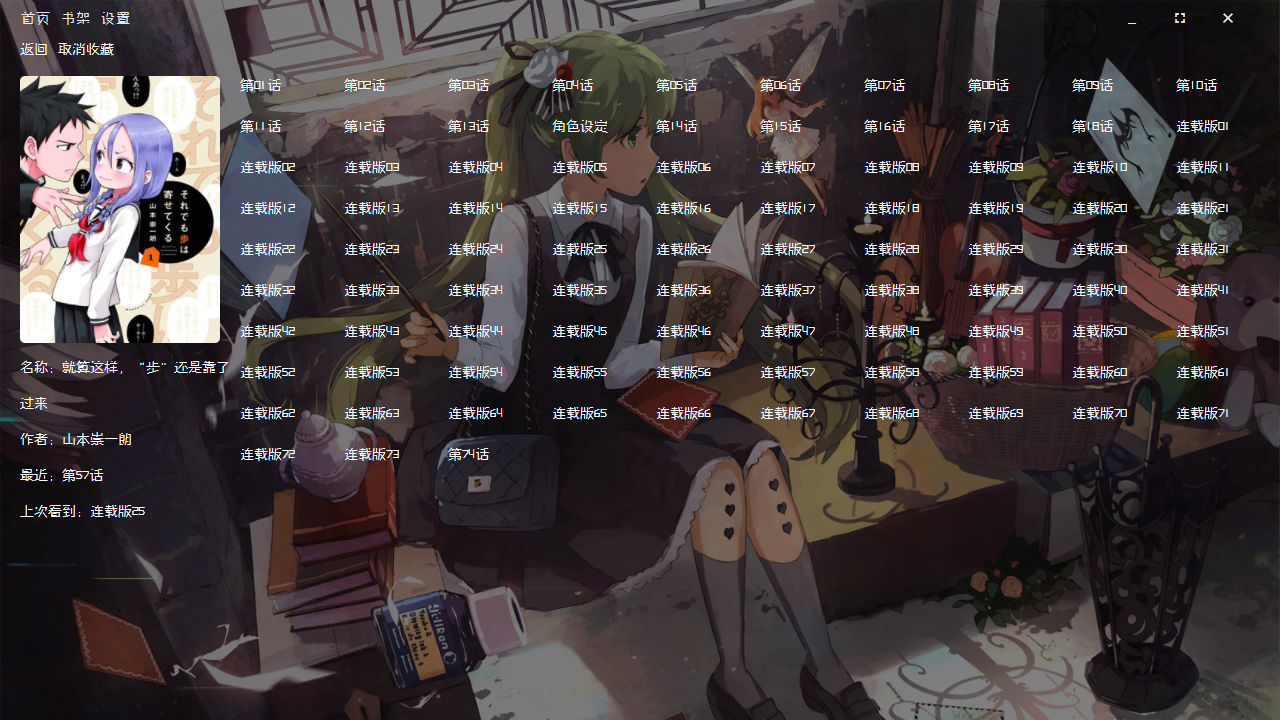 首页 书架 设置
返回 取消收藏
第01话 第02话 第03话 第04话 第05话 第06话 第07话 第08话 第09话 第10话
第11话 第12话 第13话 角色设定 第14话 第15话 第16话 第17话 第18话 连载版01
连载版02 连载版03 连载版04 连载版05 连载版06 连载版07 连载版08 连载版09 连载版10 连载版11
连载版12 连载版13 连载版14 连载版15 连载版16 连载版17 连载版18 连载版19 连载版20 连载版21
连载版22 连载版23 连载版24 连载版25 连载版26 连载版27 连载版28 连载版29 连载版30 连载版31
连载版32 连载版33 连载版34 连载版35 连载版36 连载版37 连载版38 连载版39 连载版40 连载版41
连载版42 连载版43 连载版44 连载版45 连载版46 连载版47 连载版48 连载版49 连载版50 连载版51
连载版52 连载版53 连载版54 连载版55 连载版56 连载版57 连载版58 连载版59 连载版60 连载版61
连载版62 连载版63 连载版64 连载版65 连载版66 连载版67 连载版68 连载版69 连载版70 连载版71
连载版72 连载版73 第74话
それでも歩は
寄せてくる
山本崇一朗
1
名称：就算这样，“步”还是靠了
过来
作者：山本崇一朗
最近：第57话
上次看到：连载版25
Pelikan